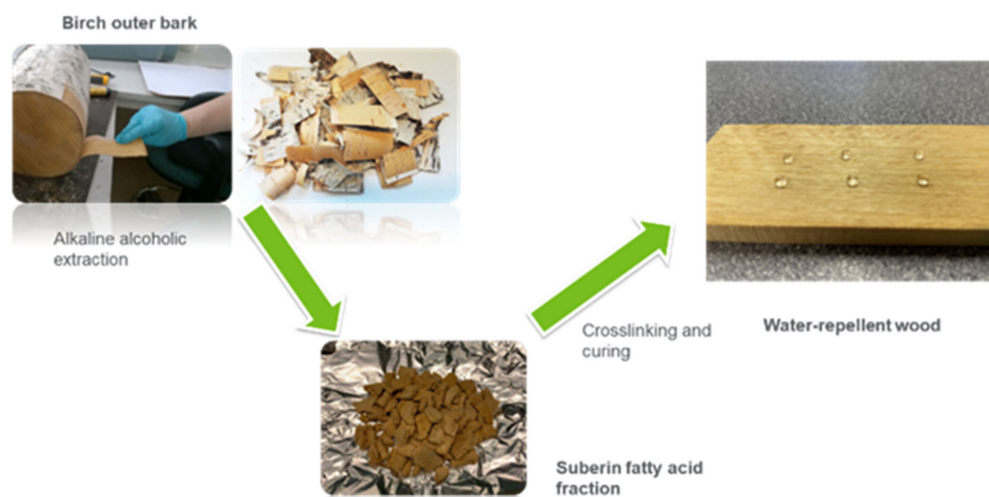 Birch outer bark
Alkaline alcoholic
extraction
Crosslinking and
curing
Water-repellent wood
Suberin fatty acid
fraction